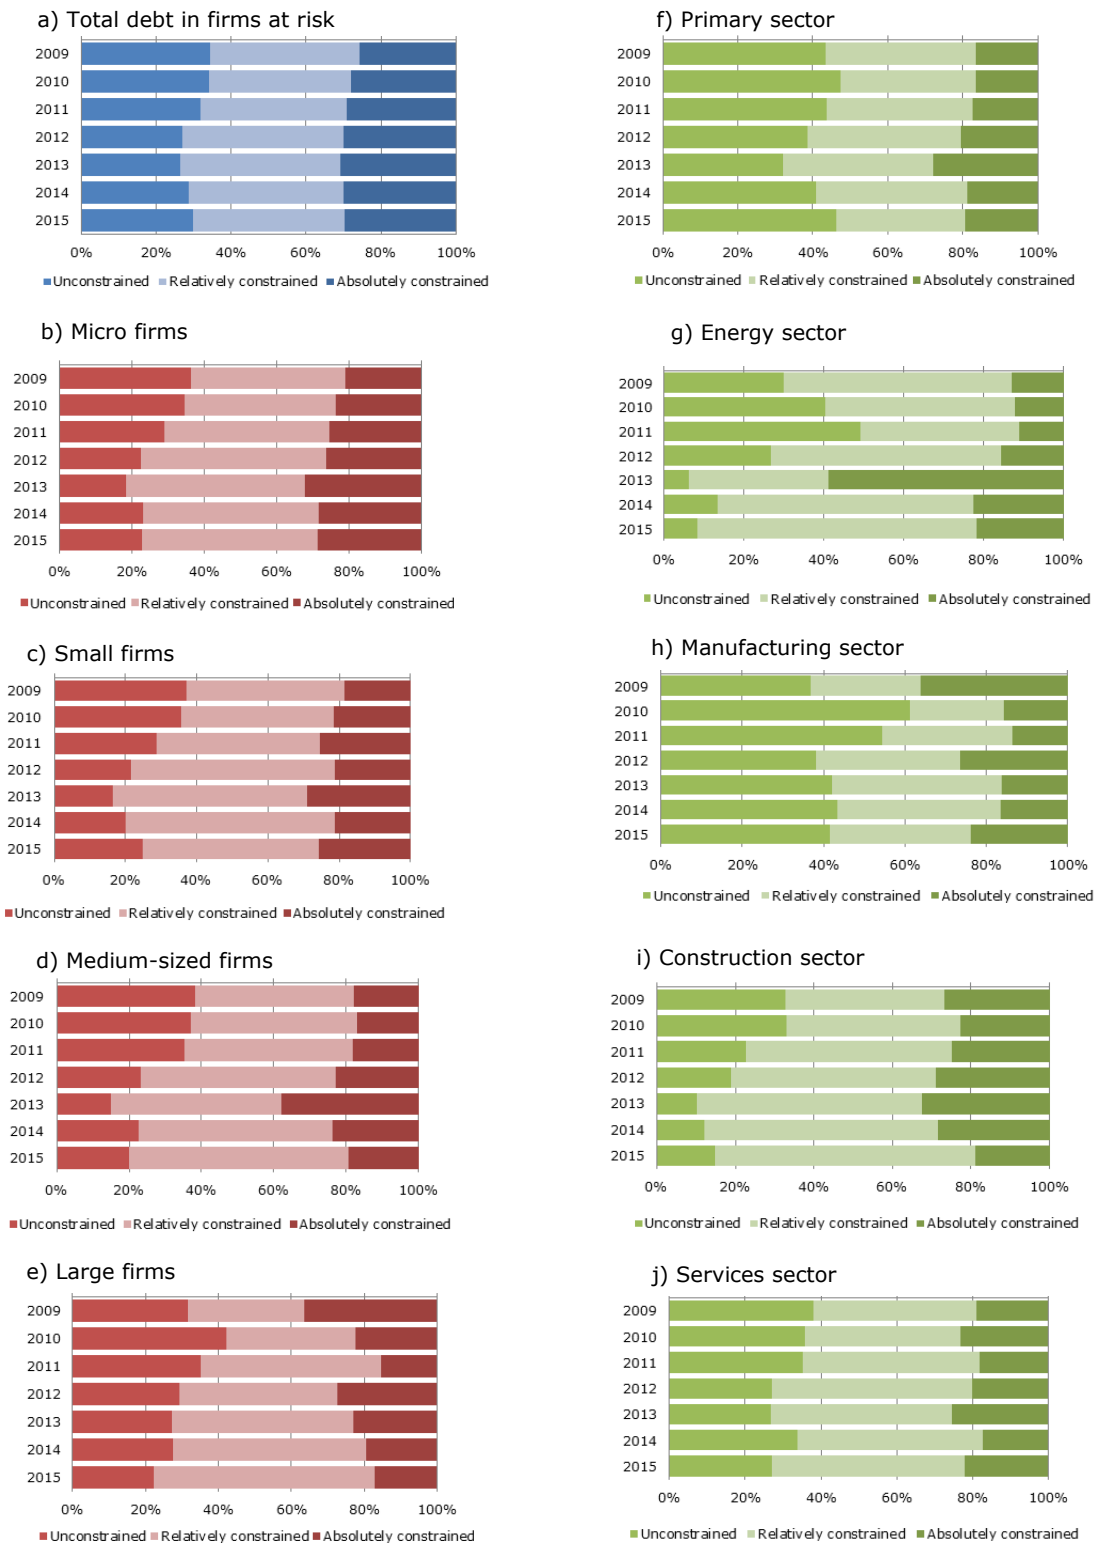 a) Total debt in firms at risk
2009
2010
2011
2012
2013
2014
2015
0% 20% 40% 60% 80% 100%
Unconstrained Relatively constrained Absolutely constrained
b) Micro firms
2009
2010
2011
2012
2013
2014
2015
0% 20% 40% 60% 80% 100%
Unconstrained Relatively constrained Absolutely constrained
c) Small firms
2009
2010
2011
2012
2013
2014
2015
0% 20% 40% 60% 80% 100%
Unconstrained Relatively constrained Absolutely constrained
d) Medium-sized firms
2009
2010
2011
2012
2013
2014
2015
0% 20% 40% 60% 80% 100%
Unconstrained Relatively constrained Absolutely constrained
e) Large firms
2009
2010
2011
2012
2013
2014
2015
0% 20% 40% 60% 80% 100%
Unconstrained Relatively constrained Absolutely constrained
f) Primary sector
2009
2010
2011
2012
2013
2014
2015
0% 20% 40% 60% 80% 100%
Unconstrained Relatively constrained Absolutely constrained
g) Energy sector
2009
2010
2011
2012
2013
2014
2015
0% 20% 40% 60% 80% 100%
Unconstrained Relatively constrained Absolutely constrained
h) Manufacturing sector
2009
2010
2011
2012
2013
2014
2015
0% 20% 40% 60% 80% 100%
Unconstrained Relatively constrained Absolutely constrained
i) Construction sector
2009
2010
2011
2012
2013
2014
2015
0% 20% 40% 60% 80% 100%
Unconstrained Relatively constrained Absolutely constrained
j) Services sector
2009
2010
2011
2012
2013
2014
2015
0% 20% 40% 60% 80% 100%
Unconstrained Relatively constrained Absolutely constrained